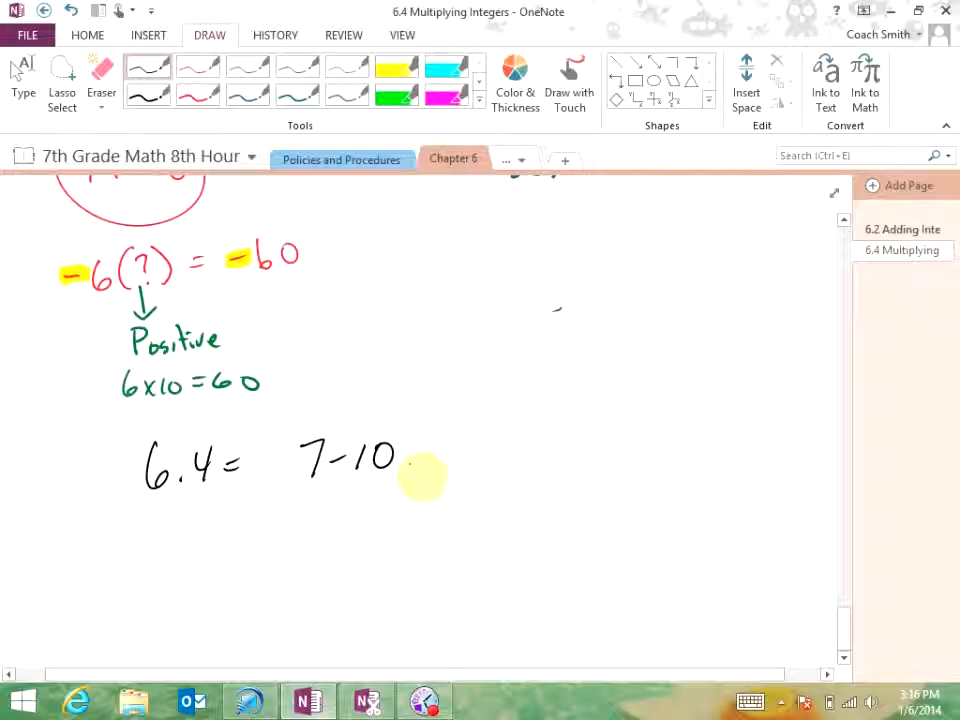 6.4 Multiplying Integers - OneNote
?
FILE HOME INSERT DRAW HISTORY REVIEW VIEW Coach Smith
Type Lasso Select Eraser Color & Thickness Draw with Touch Insert Space Ink to Text Ink to Math
Tools Shapes Edit Convert
7th Grade Math 8th Hour Policies and Procedures Chapter 6 ... + Search (Ctrl+E)
Add Page
6.2 Adding Inte
6.4 Multiplying
-6(?) = -60
Positive
6x10 = 60
6.4 = 7-10
3:16 PM
1/6/2014